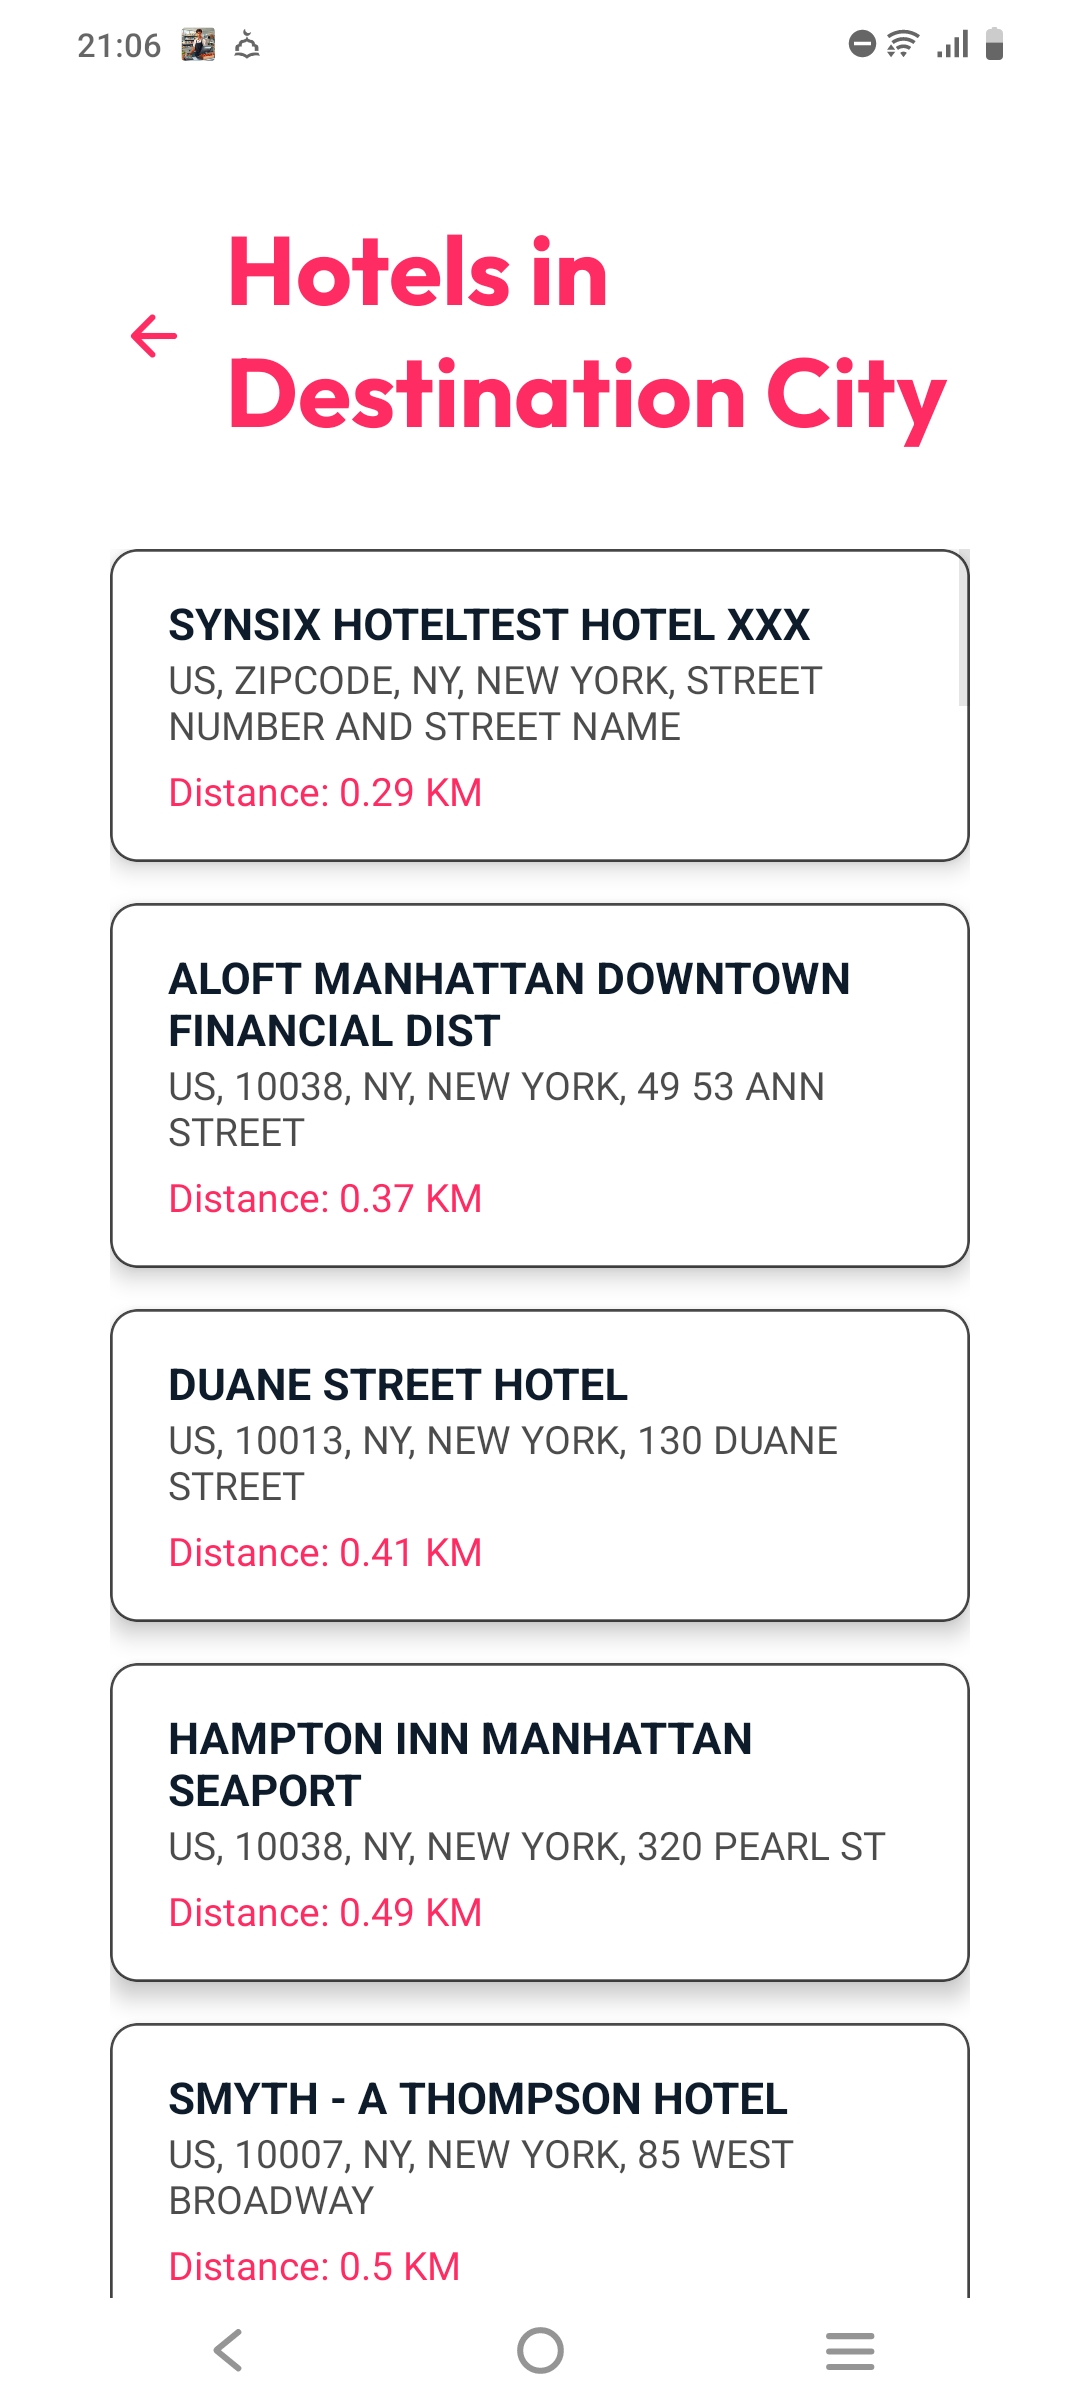 21:06
Hotels in
Destination City
SYNSIX HOTELTEST HOTEL XXX
US, ZIPCODE, NY, NEW YORK, STREET
NUMBER AND STREET NAME
Distance: 0.29 KM
ALOFT MANHATTAN DOWNTOWN
FINANCIAL DIST
US, 10038, NY, NEW YORK, 49 53 ANN
STREET
Distance: 0.37 KM
DUANE STREET HOTEL
US, 10013, NY, NEW YORK, 130 DUANE
STREET
Distance: 0.41 KM
HAMPTON INN MANHATTAN
SEAPORT
US, 10038, NY, NEW YORK, 320 PEARL ST
Distance: 0.49 KM
SMYTH - A THOMPSON HOTEL
US, 10007, NY, NEW YORK, 85 WEST
BROADWAY
Distance: 0.5 KM